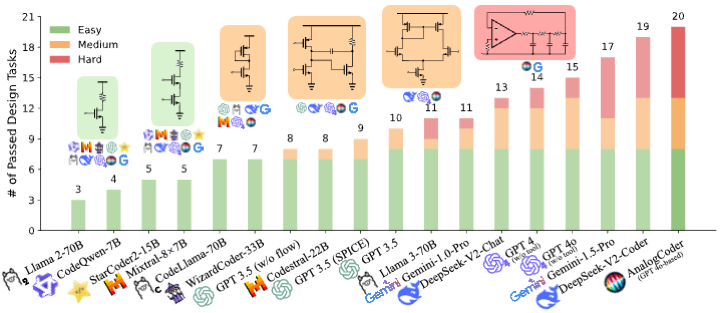 # of Passed Design Tasks
21
18
15
12
9
6
3
0
Easy
Medium
Hard
3
4
5
5
7
7
8
8
9
10
11
11
13
14
15
17
19
20
Llama 2-70B
CodeQwen-7B
StarCoder2-15B
Mixtral-8×7B
CodeLlama-70B
WizardCoder-33B
GPT 3.5 (w/o flow)
Codestral-22B
GPT 3.5 (SPICE)
GPT 3.5
Llama 3-70B
Gemini-1.0-Pro
DeepSeek-V2-Chat
GPT 4
(w/o tool)
GPT 4o
(w/o tool)
Gemini-1.5-Pro
DeepSeek-V2-Coder
AnalogCoder
(GPT 4o-based)
Gemini
Gemini